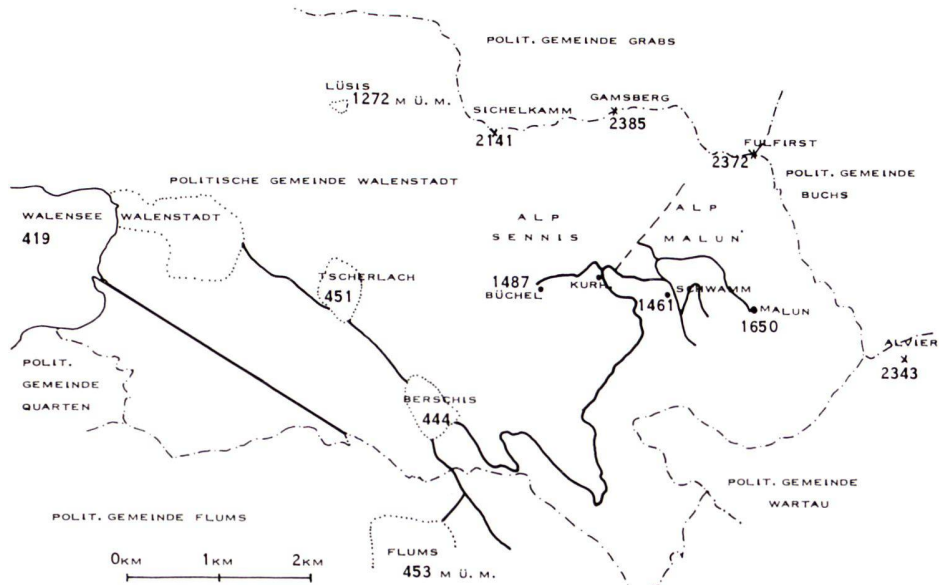 POLIT. GEMEINDE GRABS
LÜSIS
1272 M Ü. M.
SICHELKAMM
2141
GAMSBERG
2385
FULFIRST
2372
POLIT. GEMEINDE
BUCHS
POLITISCHE GEMEINDE WALENSTADT
WALENSEE
419
WALENSTADT
ALP
SENNIS
ALP
MALUN
TSCHERLACH
451
1487
BÜCHEL
KURH.
SCHWAMM
1461
MALUN
1650
ALVIER
2343
POLIT.
GEMEINDE
QUARTEN
BERSCHIS
444
POLIT. GEMEINDE
WARTAU
POLIT. GEMEINDE FLUMS
FLUMS
453 M Ü. M.
0KM 1KM 2KM